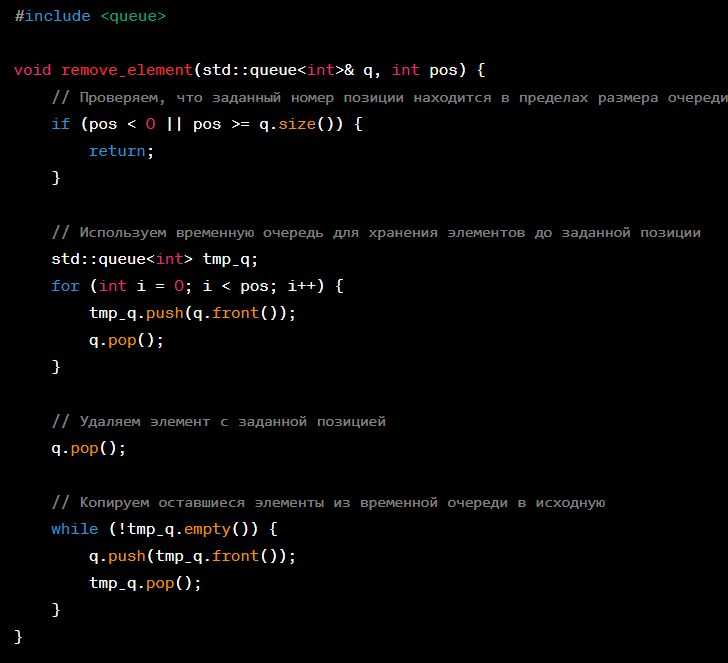 #include <queue>
void remove_element(std::queue<int>& q, int pos) {
// Проверяем, что заданный номер позиции находится в пределах размера очереди
if (pos < 0 || pos >= q.size()) {
return;
}
// Используем временную очередь для хранения элементов до заданной позиции
std::queue<int> tmp_q;
for (int i = 0; i < pos; i++) {
tmp_q.push(q.front());
q.pop();
}
// Удаляем элемент с заданной позицией
q.pop();
// Копируем оставшиеся элементы из временной очереди в исходную
while (!tmp_q.empty()) {
q.push(tmp_q.front());
tmp_q.pop();
}
}